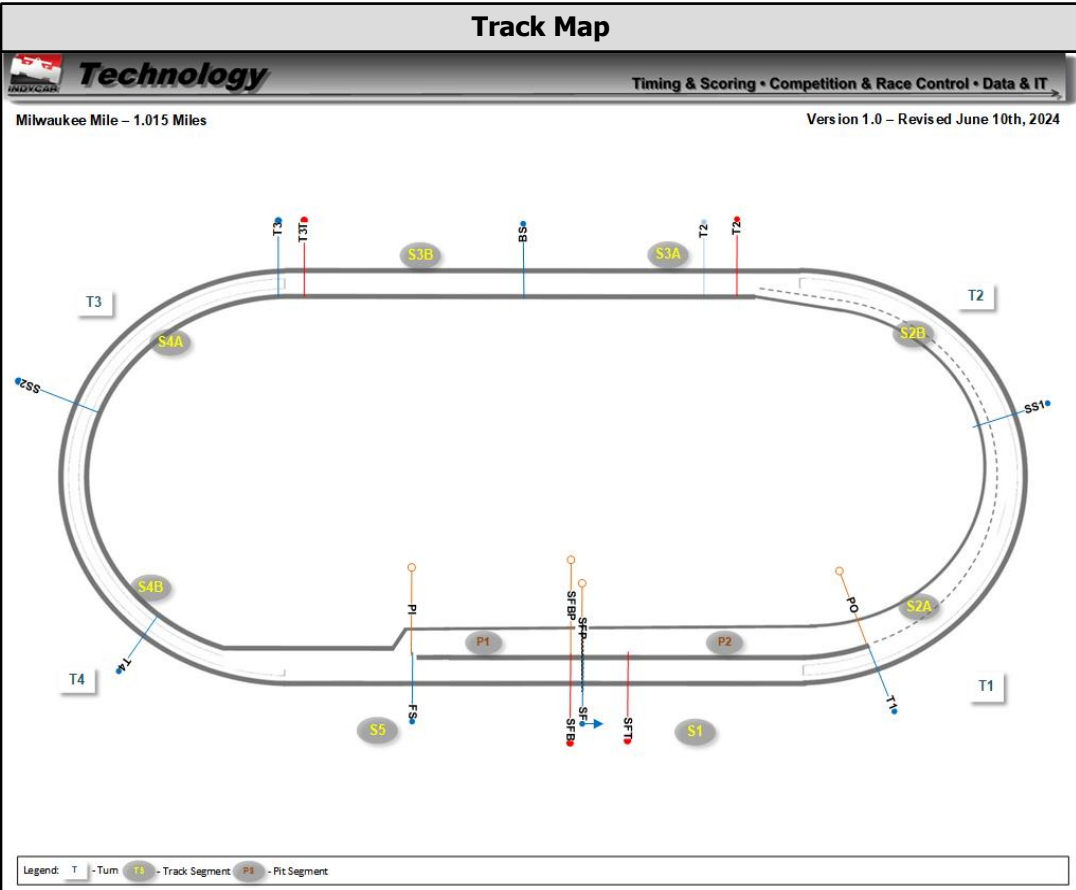 Track Map
INDYCAR Technology
Timing & Scoring • Competition & Race Control • Data & IT
Milwaukee Mile – 1.015 Miles
Version 1.0 – Revised June 10th, 2024
T3
T3T
BS
T2
T2
S3B
S3A
T3
T2
S4A
S2B
SS2
SS1
S4B
PI
SFBP
SFP
PO
S2A
P1
P2
T4
T4
T1
FS
SFB
SF
SFT
T1
S5
S1
Legend: T - Turn TS - Track Segment PS - Pit Segment